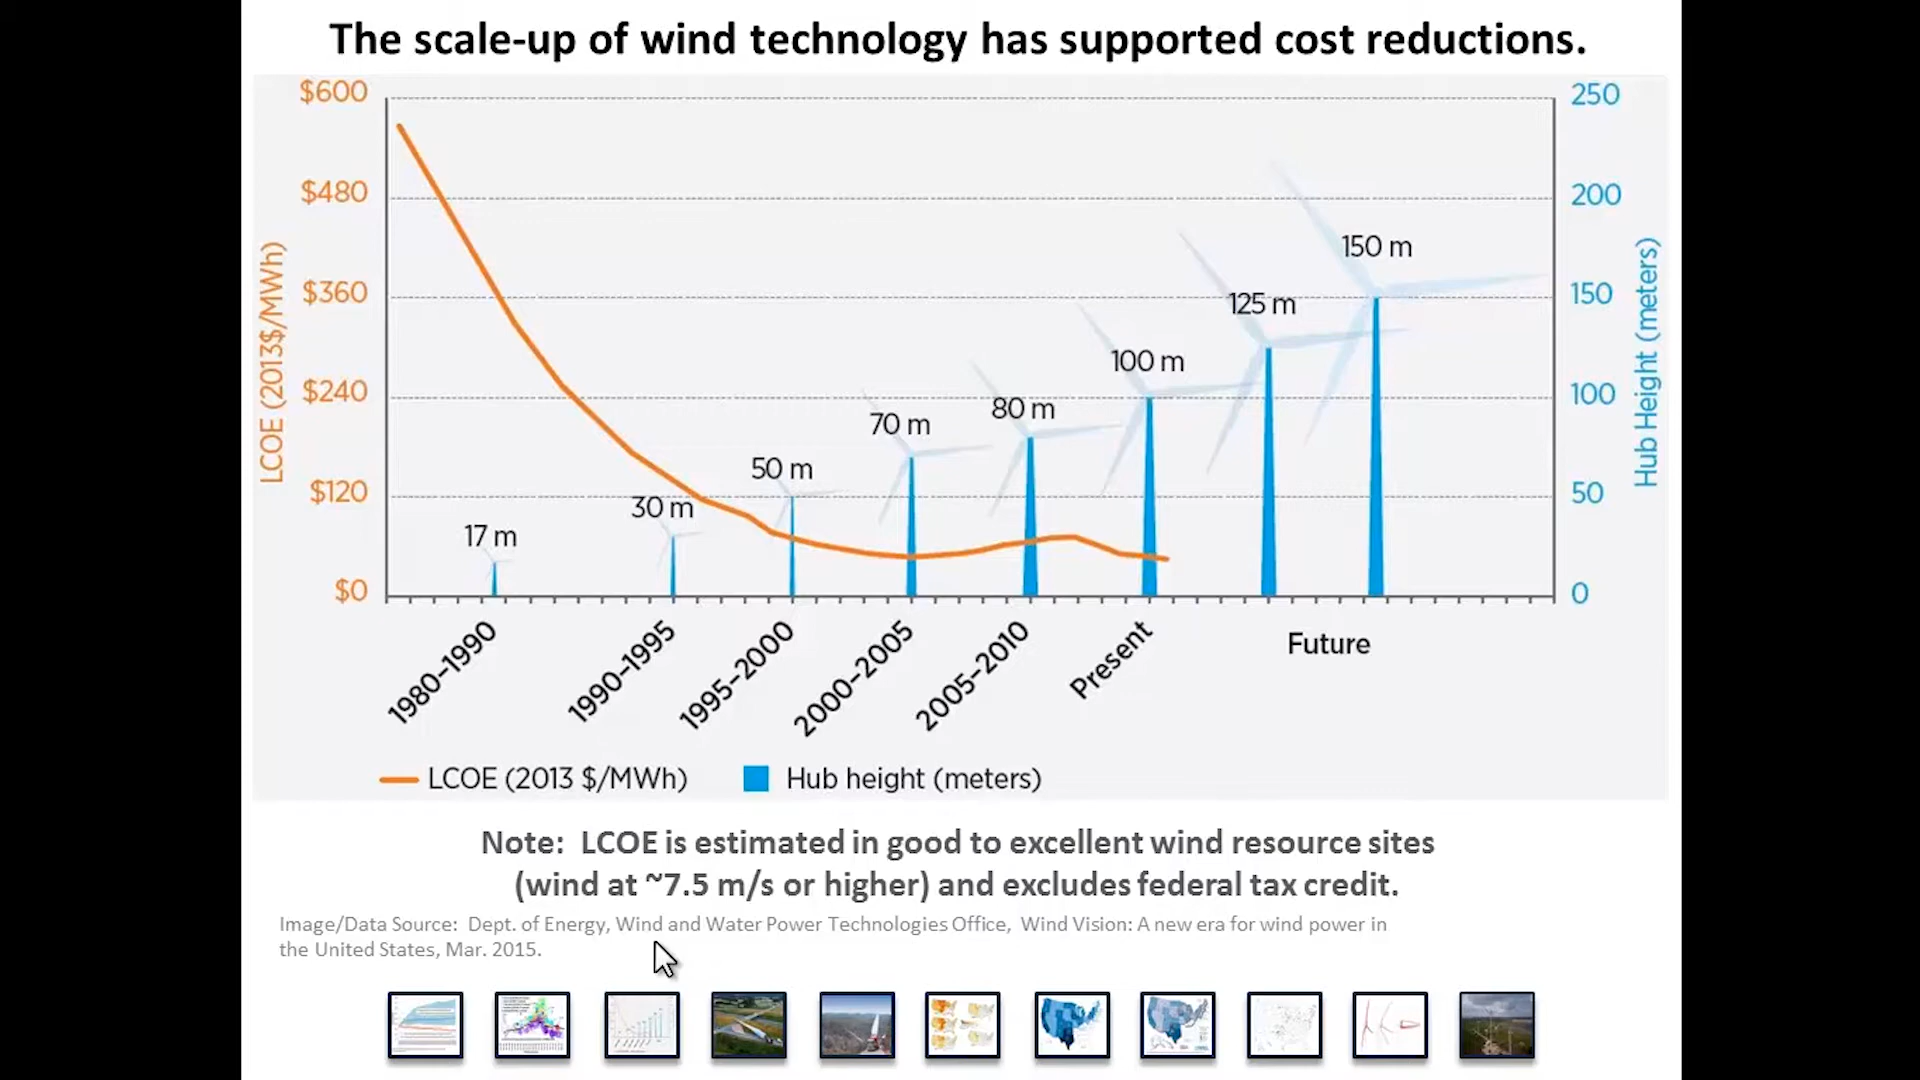 The scale-up of wind technology has supported cost reductions.
$600
$480
$360
$240
$120
$0
LCOE (2013$/MWh)
250
200
150
100
50
0
Hub Height (meters)
17 m
30 m
50 m
70 m
80 m
100 m
125 m
150 m
1980–1990
1990–1995
1995–2000
2000–2005
2005–2010
Present
Future
LCOE (2013 $/MWh)
Hub height (meters)
Note:  LCOE is estimated in good to excellent wind resource sites
(wind at ~7.5 m/s or higher) and excludes federal tax credit.
Image/Data Source:  Dept. of Energy, Wind and Water Power Technologies Office,  Wind Vision: A new era for wind power in
the United States, Mar. 2015.